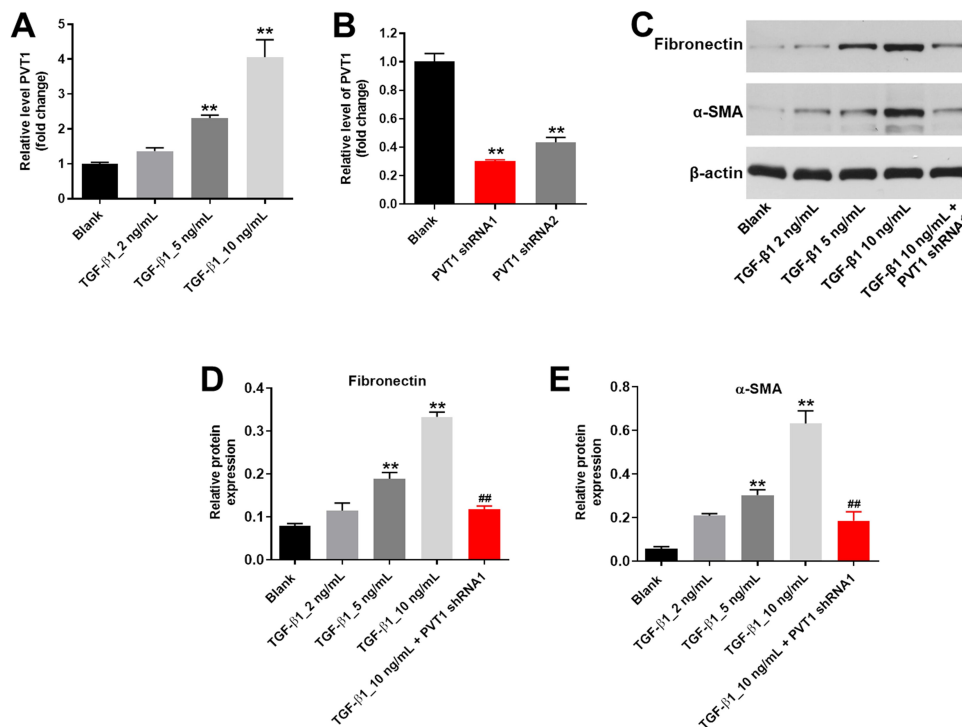 A
Relative level PVT1
(fold change)
5
4
3
2
1
0
**
**
Blank
TGF-β1_2 ng/mL
TGF-β1_5 ng/mL
TGF-β1_10 ng/mL
B
Relative level of PVT1
(fold change)
1.2
1.0
0.8
0.6
0.4
0.2
0.0
**
**
Blank
PVT1 shRNA1
PVT1 shRNA2
C
Fibronectin
α-SMA
β-actin
Blank
TGF-β1 2 ng/mL
TGF-β1 5 ng/mL
TGF-β1 10 ng/mL
TGF-β1 10 ng/mL +
PVT1
D
Fibronectin
Relative protein
expression
0.4
0.3
0.2
0.1
0.0
**
**
##
Blank
TGF-β1_2 ng/mL
TGF-β1_5 ng/mL
TGF-β1_10 ng/mL
TGF-β1_10 ng/mL + PVT1 shRNA1
E
α-SMA
Relative protein
expression
0.8
0.6
0.4
0.2
0.0
**
**
##
Blank
TGF-β1_2 ng/mL
TGF-β1_5 ng/mL
TGF-β1_10 ng/mL
TGF-β1_10 ng/mL + PVT1 shRNA1